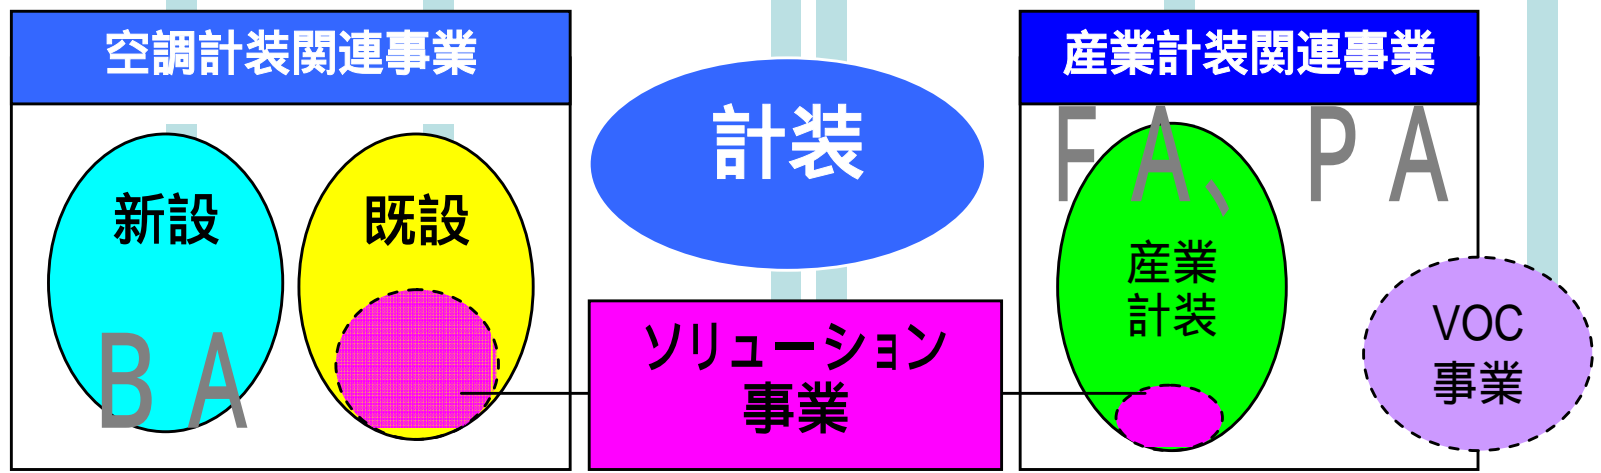 空調計装関連事業
新設
既設
BA
計装
ソリューション
事業
産業計装関連事業
FA、PA
産業
計装
VOC
事業